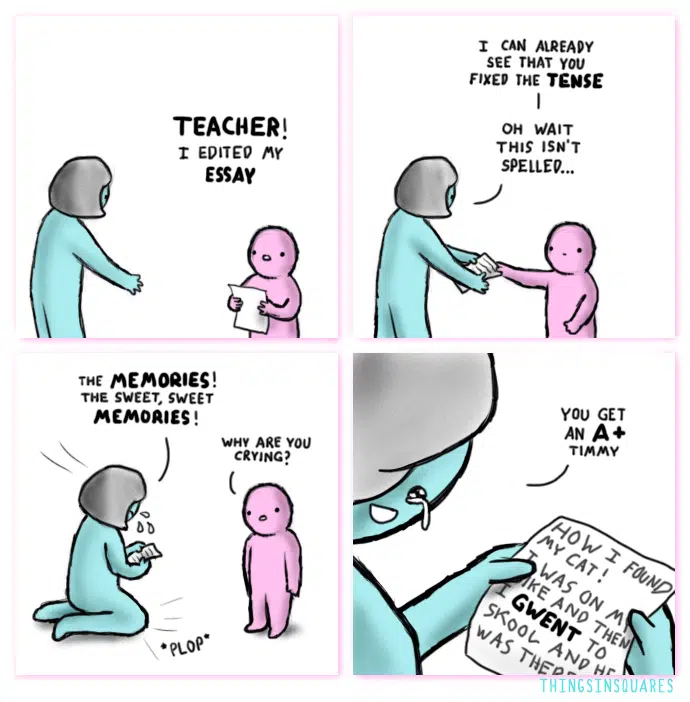 TEACHER!
I EDITED MY
ESSAY
I CAN ALREADY
SEE THAT YOU
FIXED THE TENSE
OH WAIT
THIS ISN'T
SPELLED...
THE MEMORIES!
THE SWEET, SWEET
MEMORIES!
WHY ARE YOU
CRYING?
*PLOP*
YOU GET
AN A+
TIMMY
HOW I FOUND
MY CAT!
I WAS ON M
IKE AND THEN
I GWENT TO
SKOOL AND HE
WAS THERE
THINGSINSQUARES